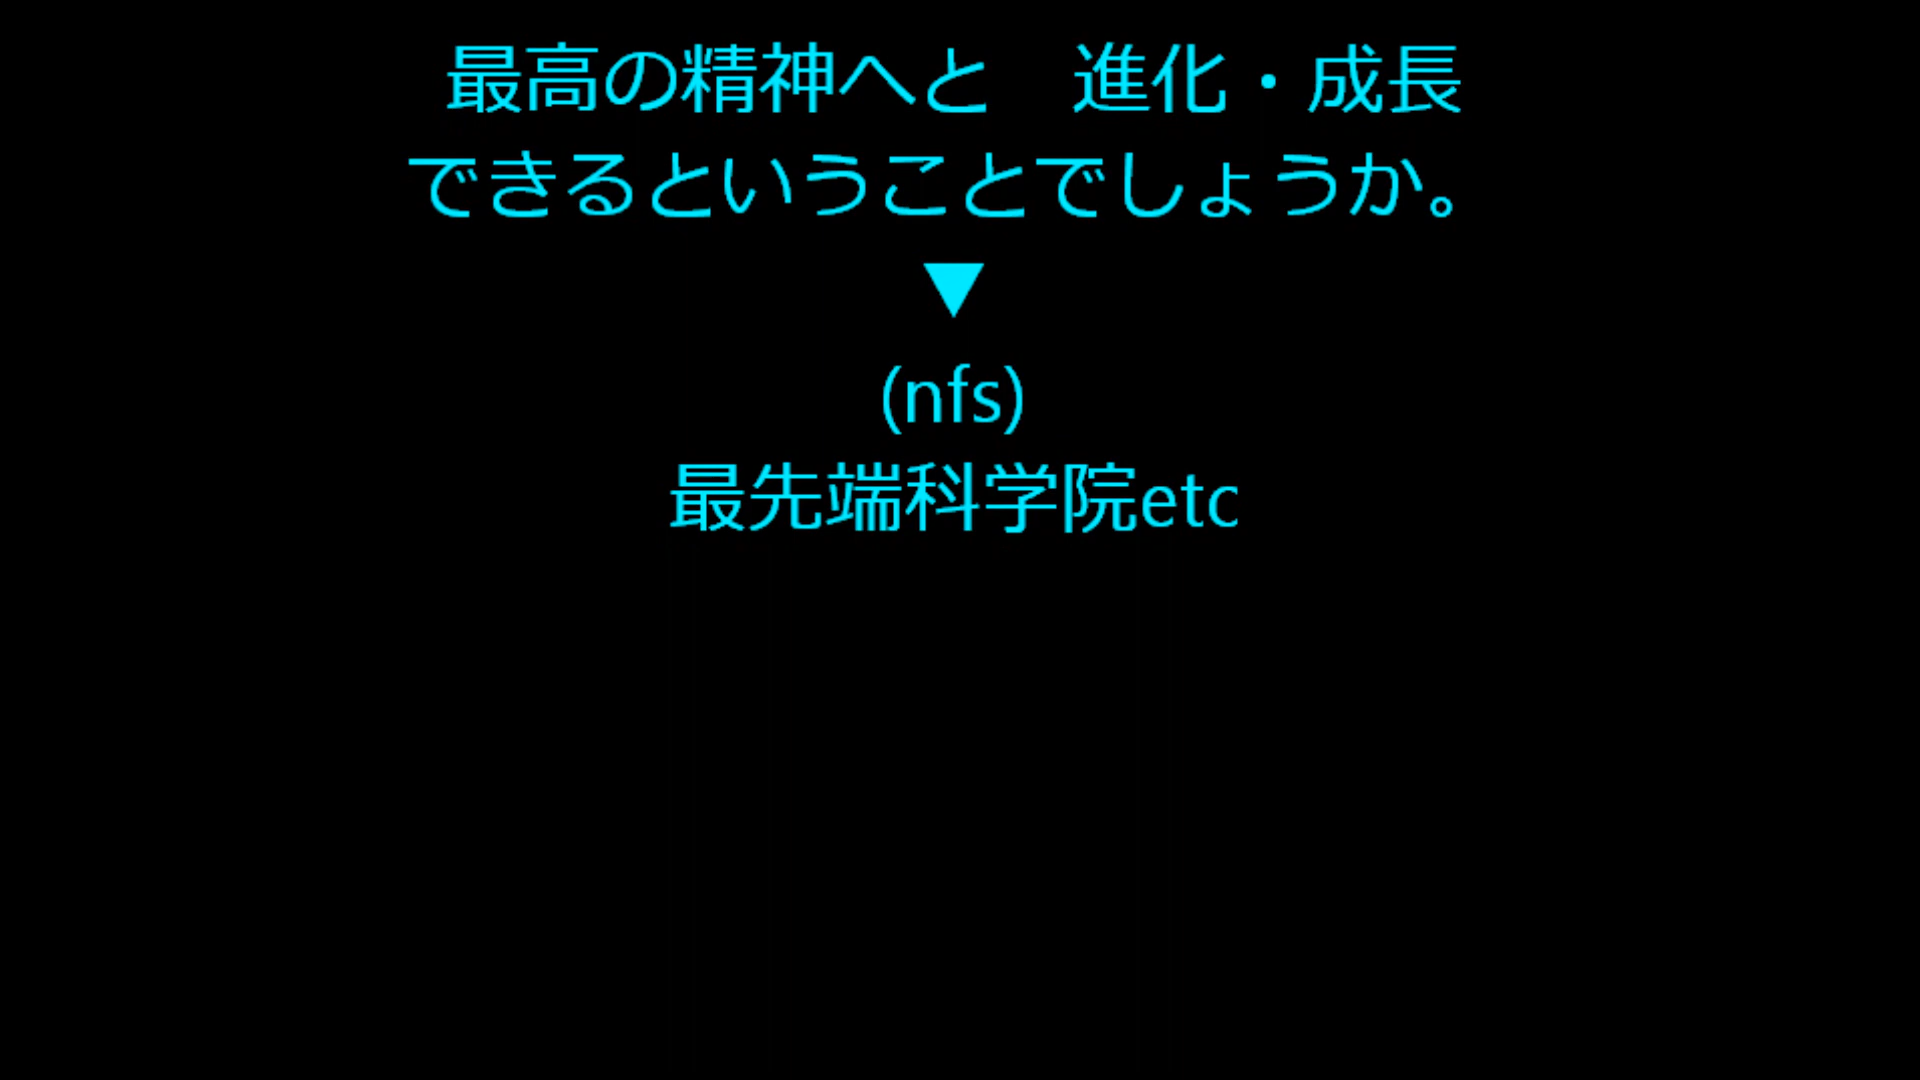 最高の精神へと　進化・成長
できるということでしょうか。
▼
(nfs)
最先端科学院etc